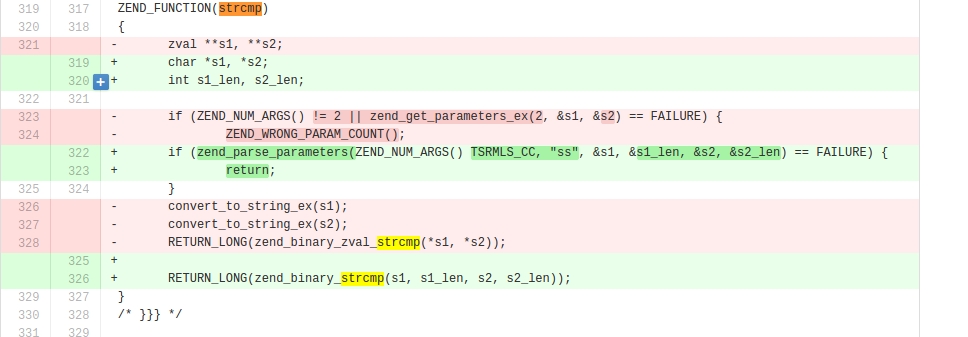 319 317 ZEND_FUNCTION(strcmp)
320 318 {
321 - zval **s1, **s2;
319 + char *s1, *s2;
320 + + int s1_len, s2_len;
322 321
323 - if (ZEND_NUM_ARGS() != 2 || zend_get_parameters_ex(2, &s1, &s2) == FAILURE) {
324 - ZEND_WRONG_PARAM_COUNT();
322 + if (zend_parse_parameters(ZEND_NUM_ARGS() TSRMLS_CC, "ss", &s1, &s1_len, &s2, &s2_len) == FAILURE) {
323 + return;
325 324 }
326 - convert_to_string_ex(s1);
327 - convert_to_string_ex(s2);
328 - RETURN_LONG(zend_binary_zval_strcmp(*s1, *s2));
325 +
326 + RETURN_LONG(zend_binary_strcmp(s1, s1_len, s2, s2_len));
329 327 }
330 328 /* }}} */
331 329